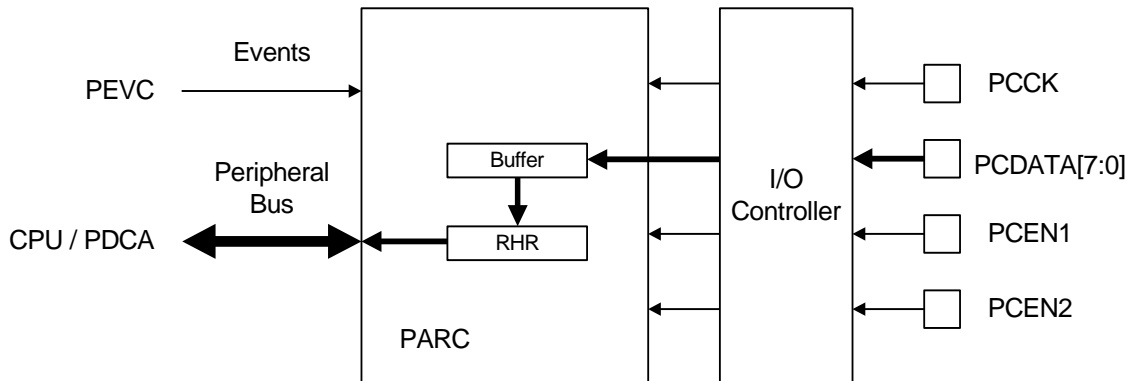 Events
PEVC
PCCK
Buffer
PCDATA[7:0]
Peripheral
Bus
I/O
Controller
CPU / PDCA
RHR
PCEN1
PCEN2
PARC